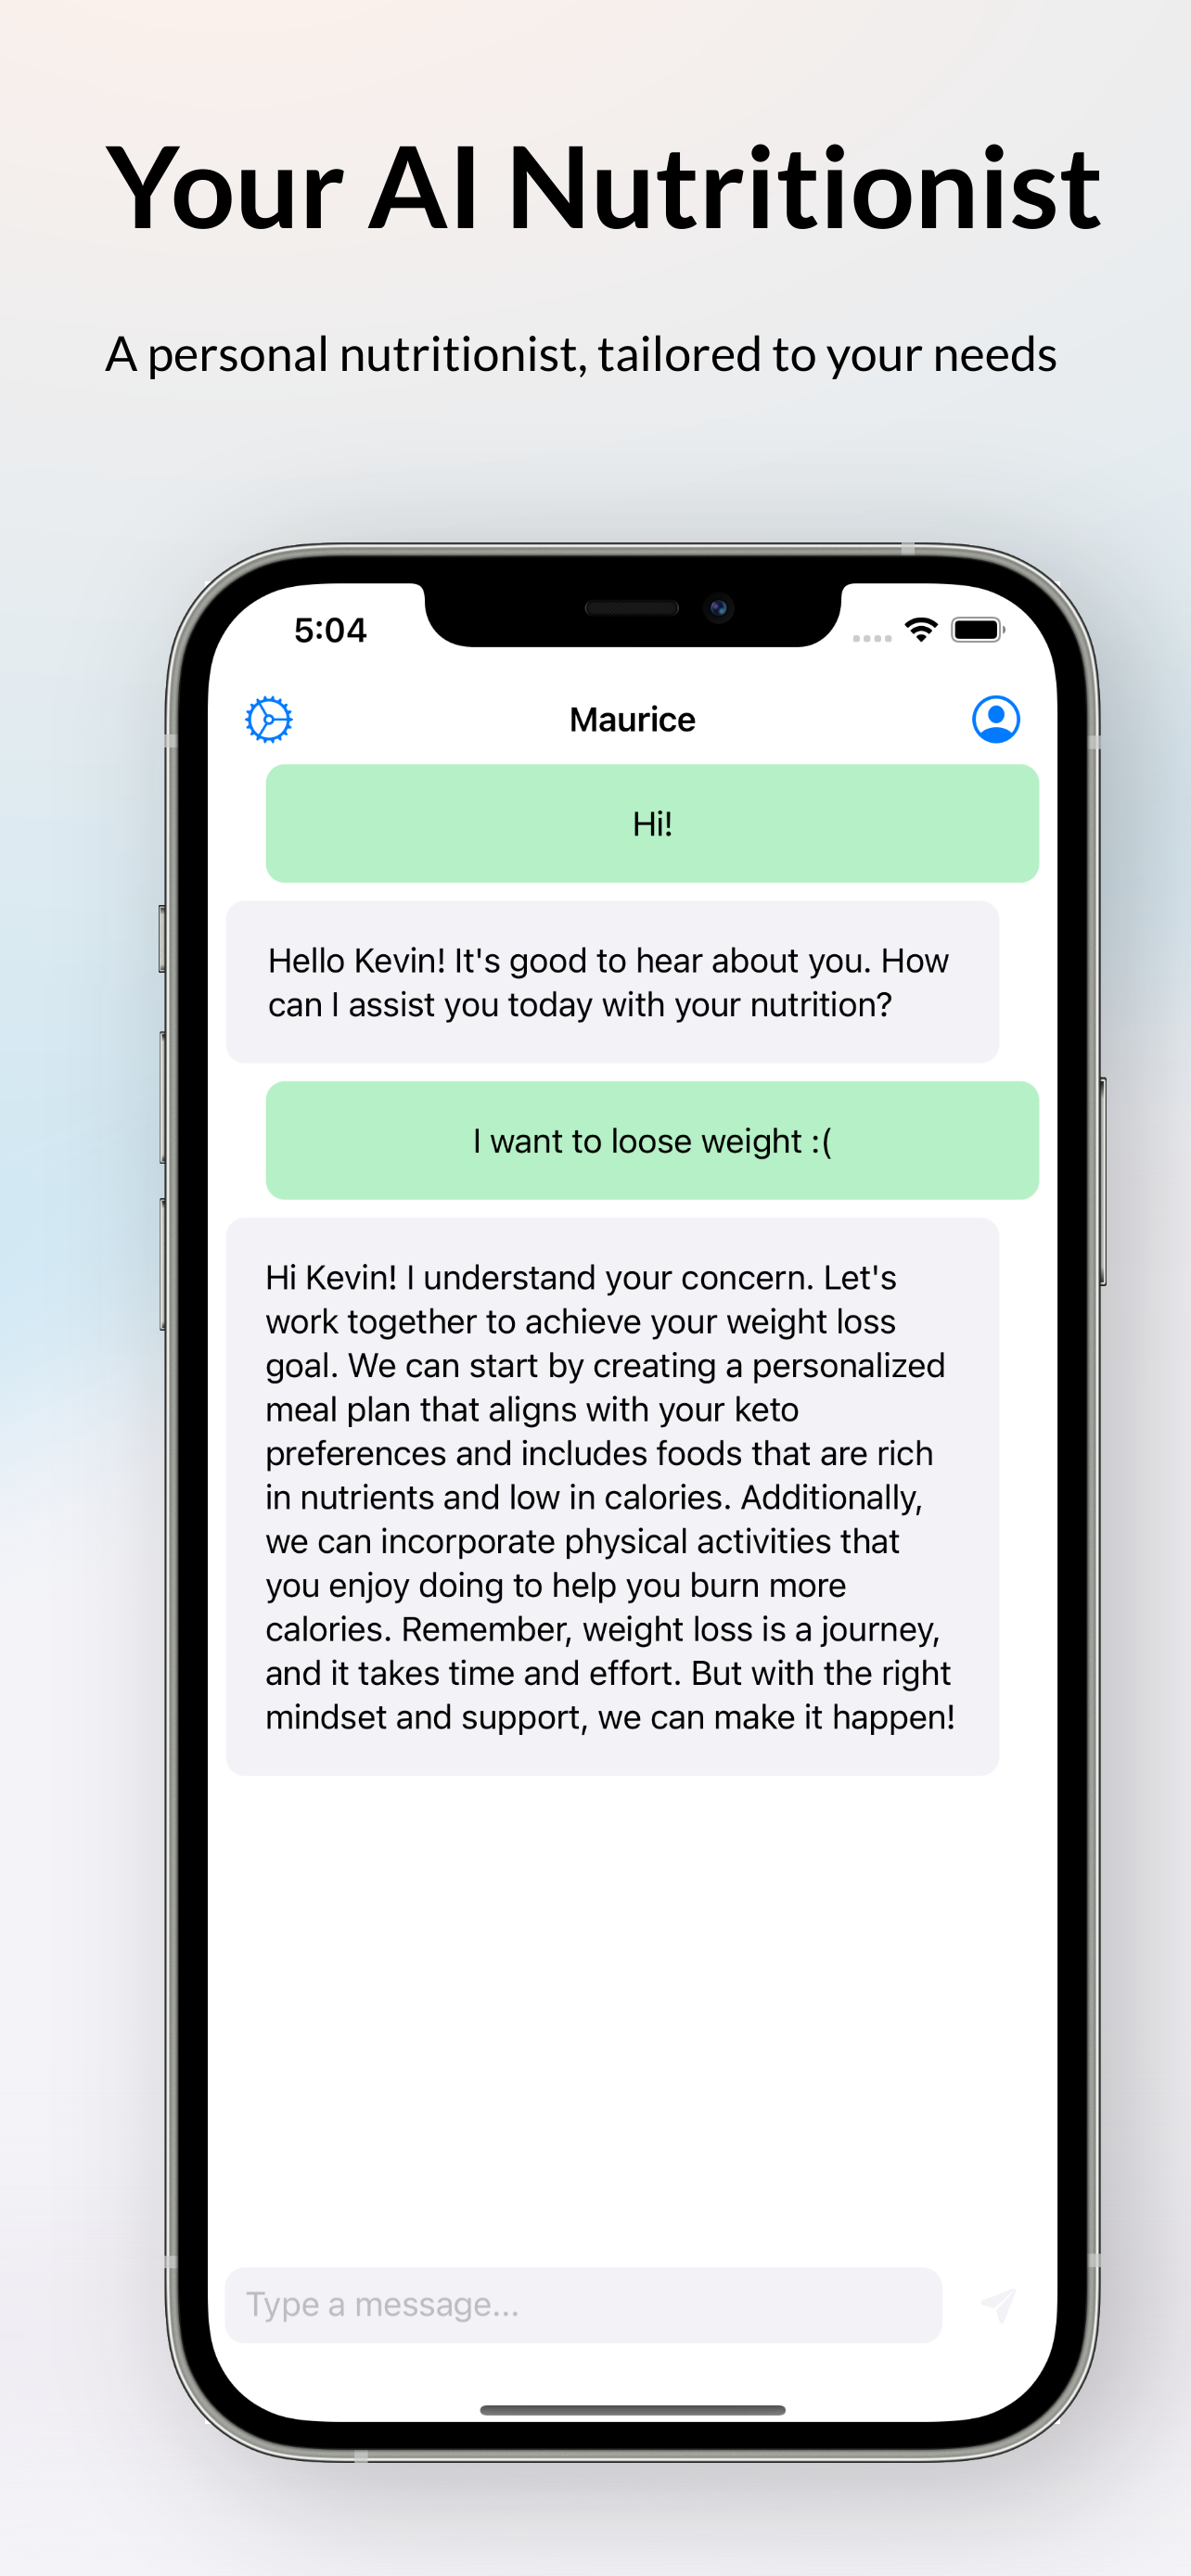 Your AI Nutritionist
A personal nutritionist, tailored to your needs
5:04
Maurice
Hi!
Hello Kevin! It's good to hear about you. How
can I assist you today with your nutrition?
I want to loose weight :(
Hi Kevin! I understand your concern. Let's
work together to achieve your weight loss
goal. We can start by creating a personalized
meal plan that aligns with your keto
preferences and includes foods that are rich
in nutrients and low in calories. Additionally,
we can incorporate physical activities that
you enjoy doing to help you burn more
calories. Remember, weight loss is a journey,
and it takes time and effort. But with the right
mindset and support, we can make it happen!
Type a message...